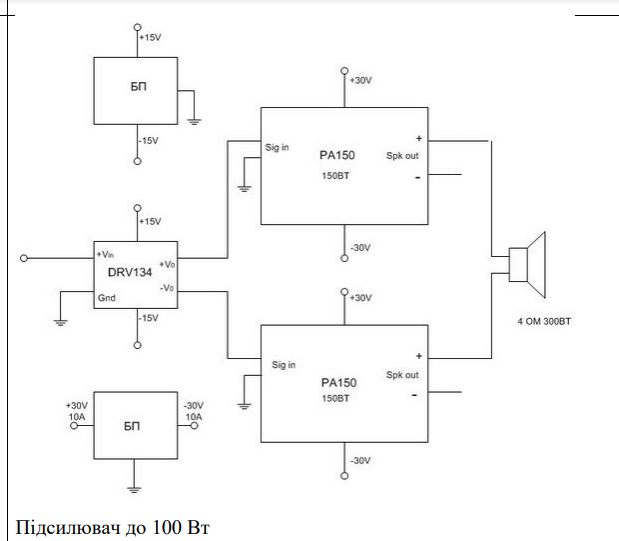 +15V
БП
-15V
+30V
Sig in
+
PA150
Spk out
150ВТ
-
-30V
+15V
+Vin
DRV134
+Vo
-Vo
Gnd
-15V
4 ОМ 300ВТ
+30V
Sig in
+
PA150
Spk out
150ВТ
-
-30V
+30V
10A
БП
-30V
10A
Підсилювач до 100 Вт